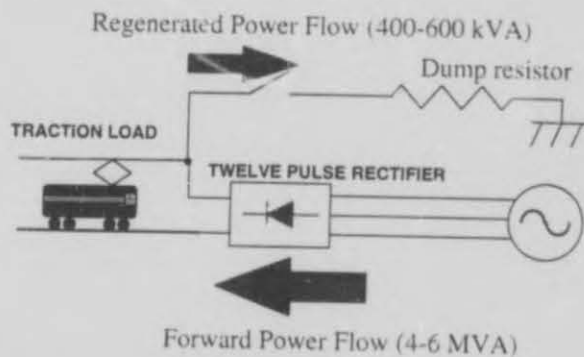 Regenerated Power Flow (400-600 kVA)
Dump resistor
TRACTION LOAD
TWELVE PULSE RECTIFIER
Forward Power Flow (4-6 MVA)